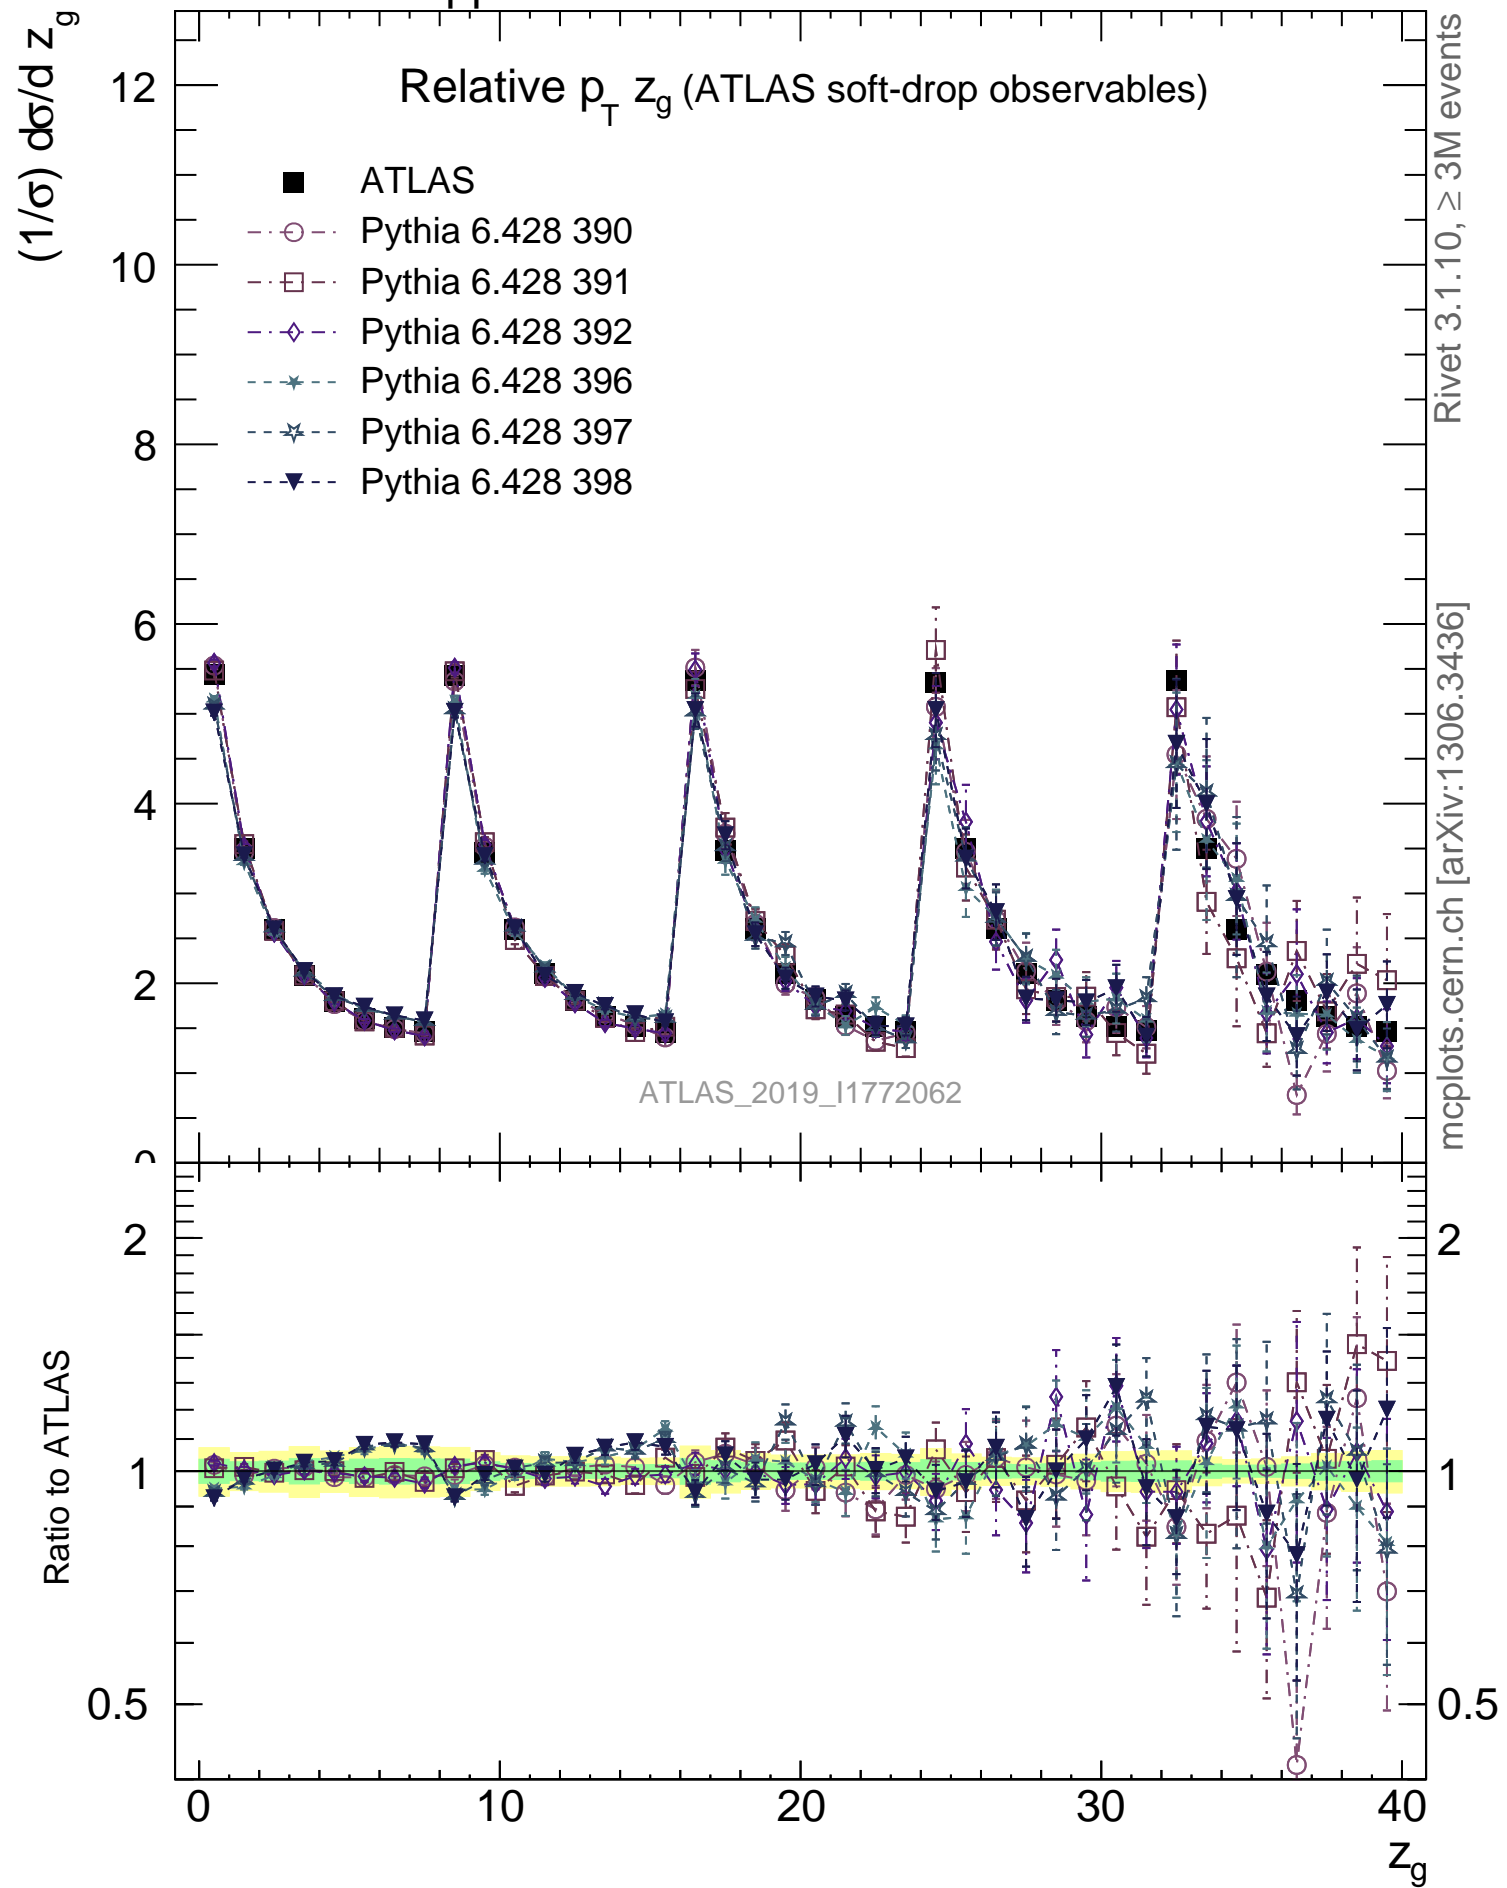 (1/σ) dσ/d z_g
Relative p_T z_g (ATLAS soft-drop observables)
ATLAS
Pythia 6.428 390
Pythia 6.428 391
Pythia 6.428 392
Pythia 6.428 396
Pythia 6.428 397
Pythia 6.428 398
12
10
8
6
4
2
0
ATLAS_2019_I1772062
Rivet 3.1.10, ≥ 3M events
mcplots.cern.ch [arXiv:1306.3436]
Ratio to ATLAS
2
1
0.5
2
1
0.5
0
10
20
30
40
z_g